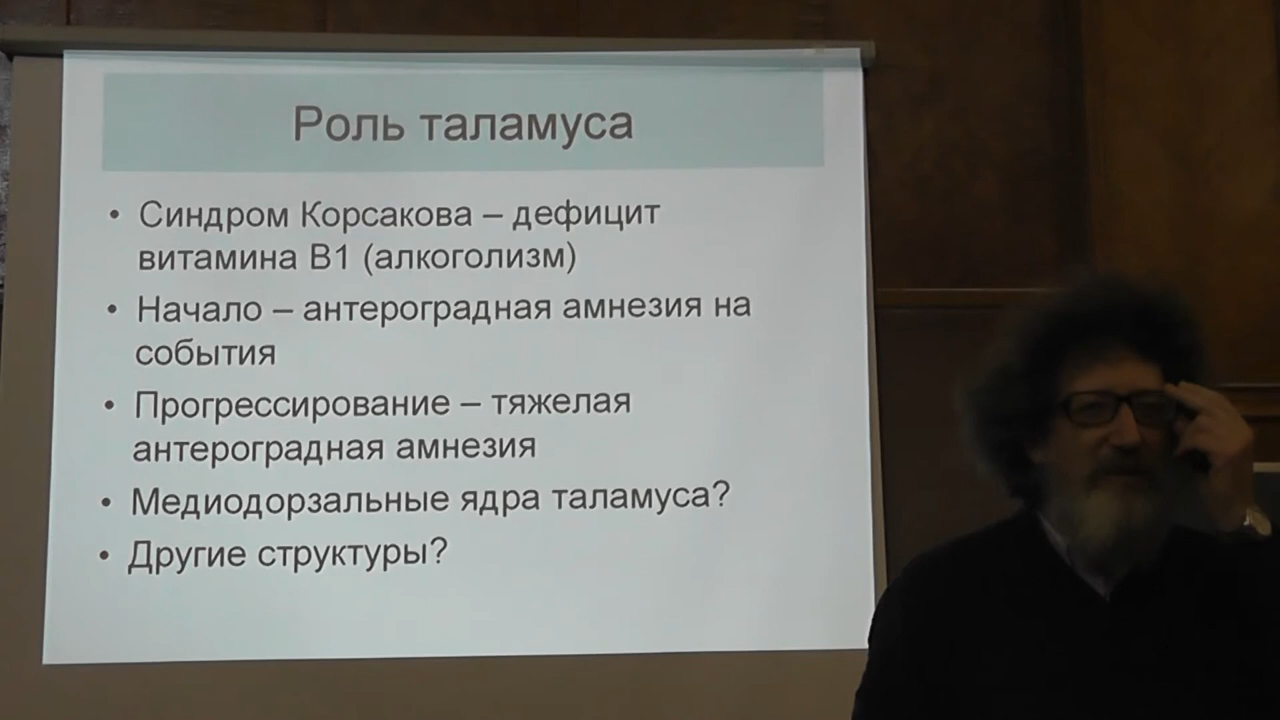 Роль таламуса
• Синдром Корсакова – дефицит
витамина В1 (алкоголизм)
• Начало – антероградная амнезия на
события
• Прогрессирование – тяжелая
антероградная амнезия
• Медиодорзальные ядра таламуса?
• Другие структуры?